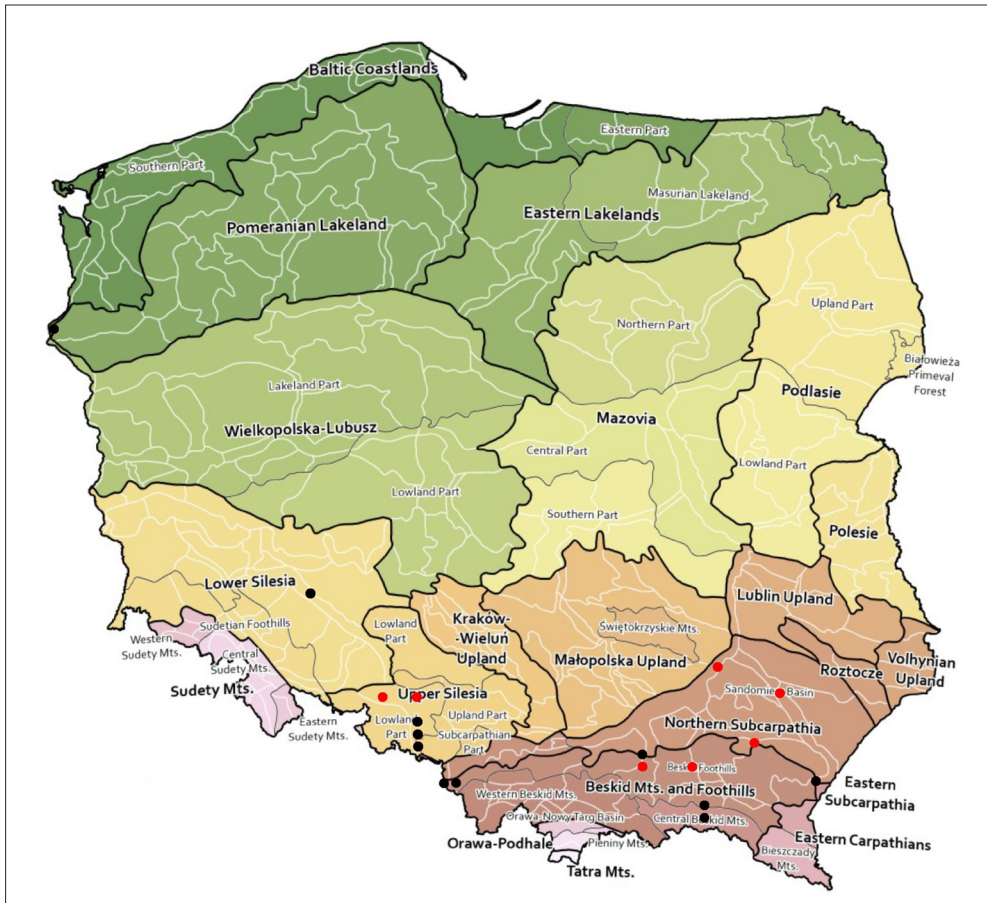 Baltic Coastlands
Eastern Part
Southern Part
Masurian Lakeland
Eastern Lakelands
Pomeranian Lakeland
Upland Part
Northern Part
Białowieża
Primeval
Forest
Lakeland Part
Podlasie
Mazovia
Wielkopolska-Lubusz
Central Part
Lowland Part
Lowland Part
Southern Part
Polesie
Lower Silesia
Lublin Upland
Kraków-
-Wieluń
Upland
Lowland
Part
Sudetian Foothills
Świętokrzyskie Mts.
Western
Sudety Mts.
Central
Sudety Mts.
Małopolska Upland
Roztocze
Volhynian
Upland
Sudety Mts.
Upper Silesia
Sandomie Basin
Eastern
Sudety Mts.
Lowland
Part
Upland Part
Subcarpathian
Part
Northern Subcarpathia
Beskid Foothills
Beskid Mts. and Foothills
Eastern
Subcarpathia
Western Beskid Mts.
Orawa-Nowy Targ Basin
Central Beskid Mts.
Orawa-Podhale
Pieniny Mts.
Eastern Carpathians
Bieszczady
Mts.
Tatra Mts.